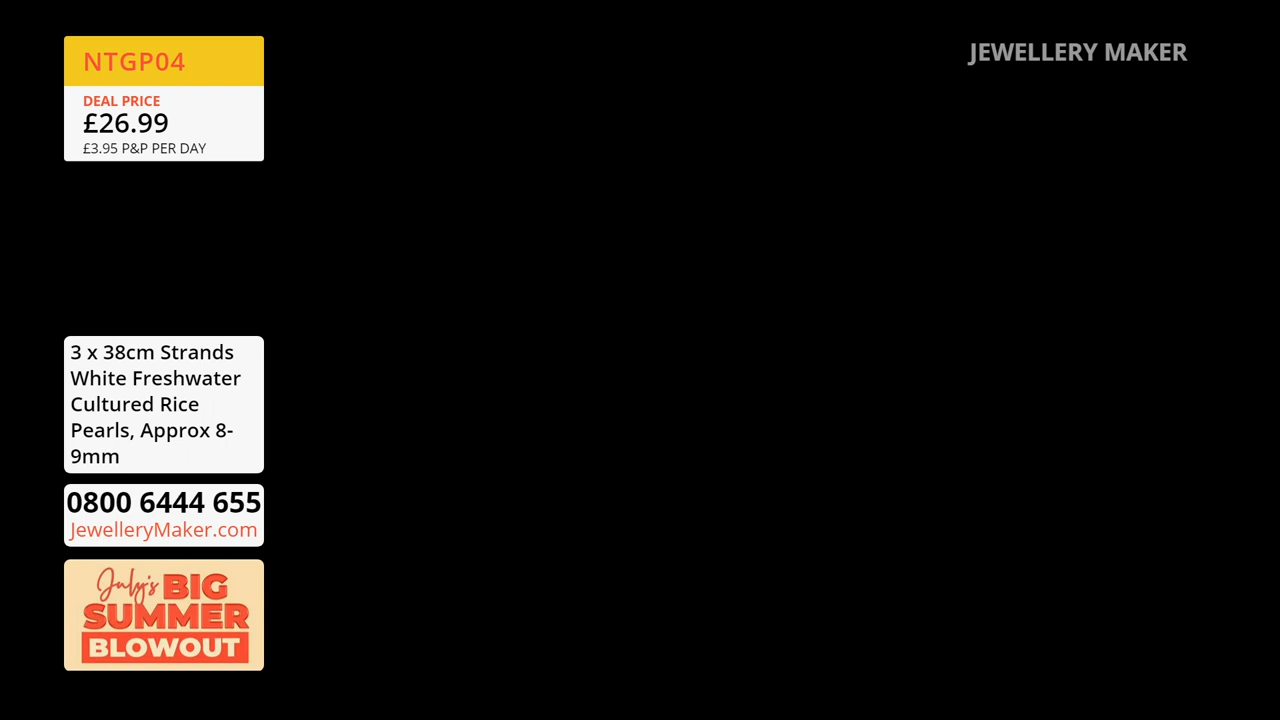 NTGP04
DEAL PRICE
£26.99
£3.95 P&P PER DAY
JEWELLERY MAKER
3 x 38cm Strands
White Freshwater
Cultured Rice
Pearls, Approx 8-
9mm
0800 6444 655
JewelleryMaker.com
July's BIG
SUMMER
BLOWOUT